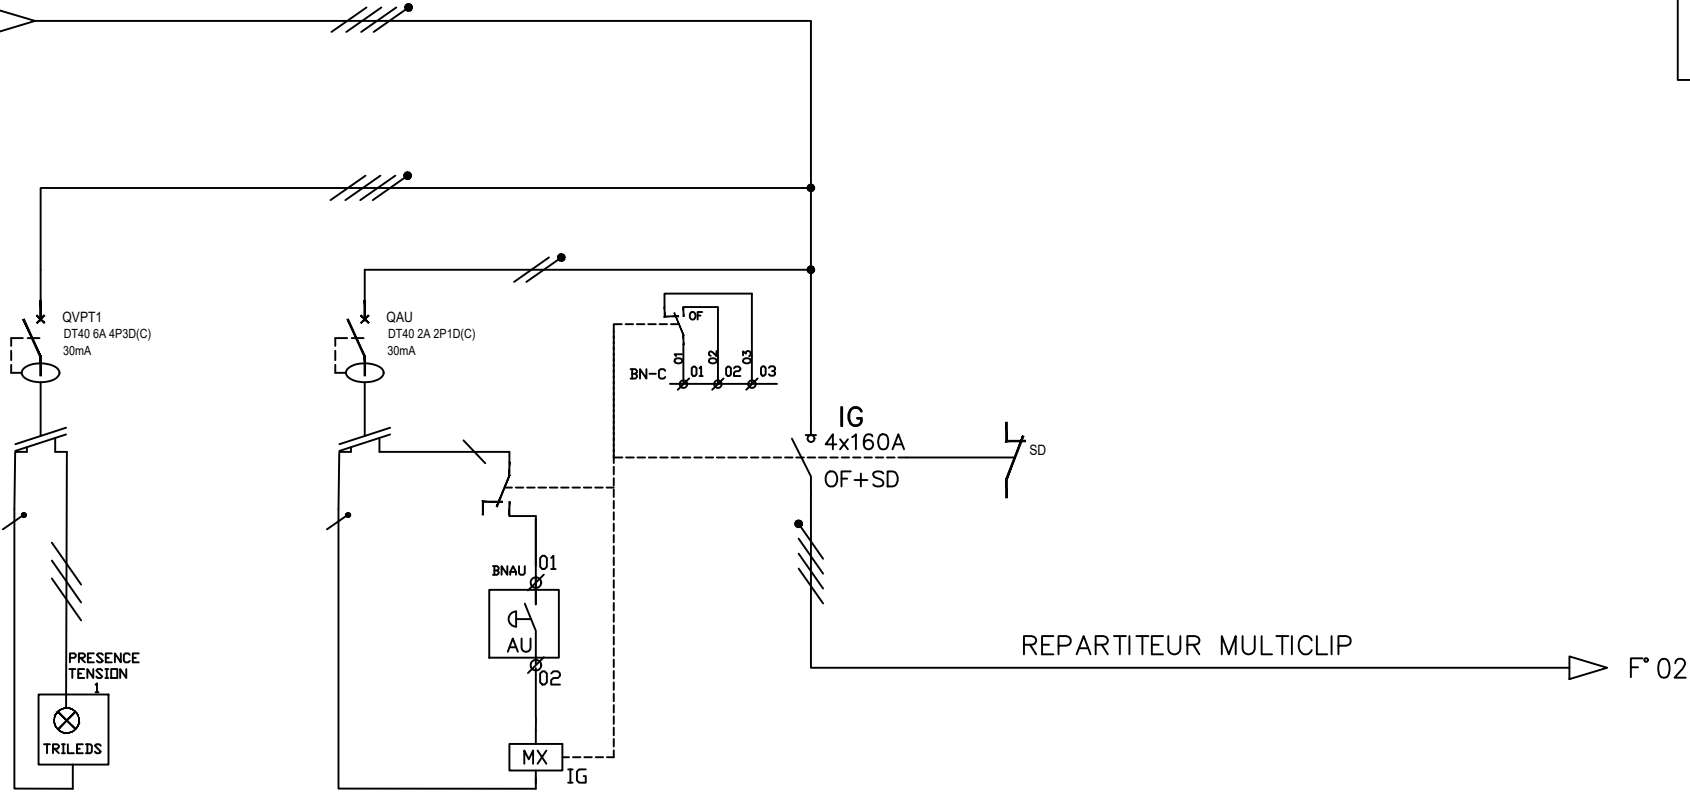 QVPT1
DT40 6A 4P3D(C)
30mA
QAU
DT40 2A 2P1D(C)
30mA
OF
01
02
03
BN-C
01
02
03
IG
4x160A
OF+SD
SD
BNAU
01
AU
02
MX
IG
PRESENCE
TENSION
1
TRILEDS
REPARTITEUR MULTICLIP
F° 02